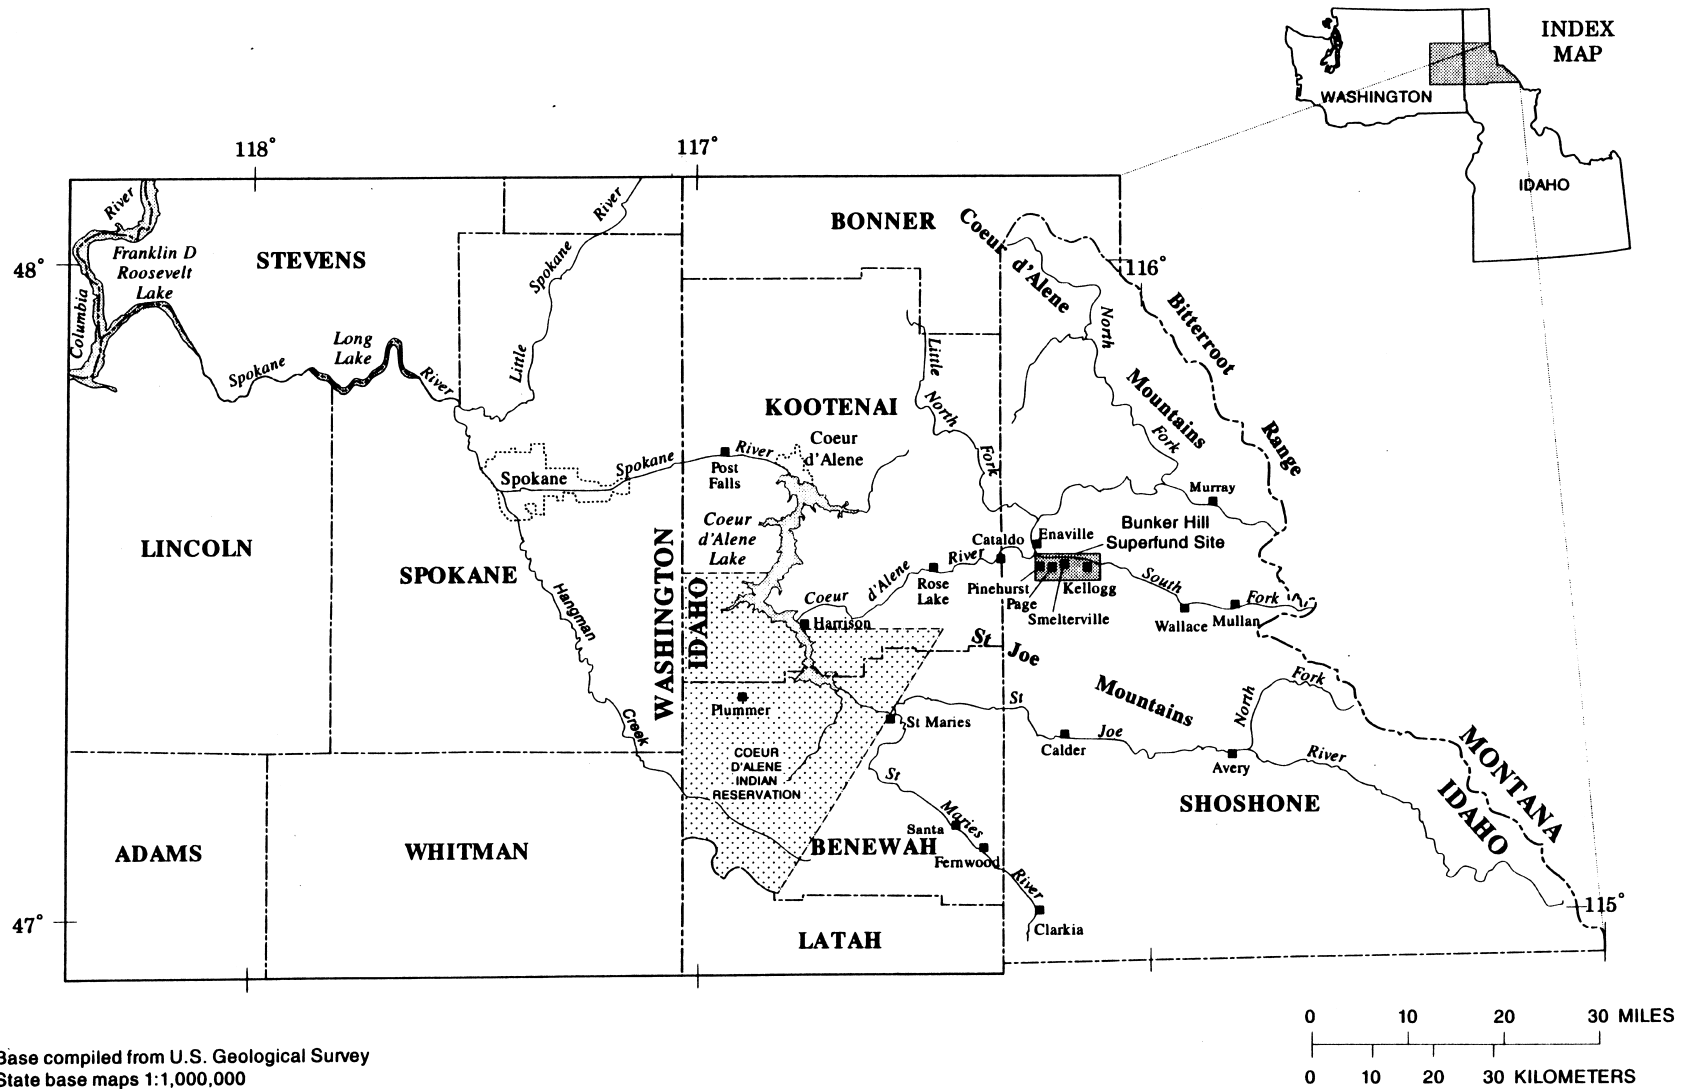 INDEX
MAP
WASHINGTON
IDAHO
118°
117°
River
Franklin D
Roosevelt
Lake
Columbia
48°
STEVENS
Spokane
Long
Lake
River
Little
Spokane
River
BONNER
Coeur
d'Alene
Mountains
116°
Bitterroot
Range
North
Fork
Little
North
Fork
KOOTENAI
Coeur
d'Alene
Post
Falls
River
Spokane
Spokane
Coeur
d'Alene
Lake
Murray
Bunker Hill
Superfund Site
Enaville
Cataldo
River
d'Alene
Coeur
Rose
Lake
Pinehurst
Page
Smelterville
Kellogg
South
Fork
Wallace
Mullan
LINCOLN
SPOKANE
Hangman
Creek
WASHINGTON
IDAHO
Harrison
St
Joe
Mountains
Plummer
COEUR
D'ALENE
INDIAN
RESERVATION
St Maries
St
Joe
River
Calder
Avery
North
Fork
St
Maries
River
Santa
Fernwood
Clarkia
SHOSHONE
MONTANA
IDAHO
ADAMS
WHITMAN
BENEWAH
LATAH
47°
115°
0 10 20 30 MILES
0 10 20 30 KILOMETERS
Base compiled from U.S. Geological Survey
State base maps 1:1,000,000